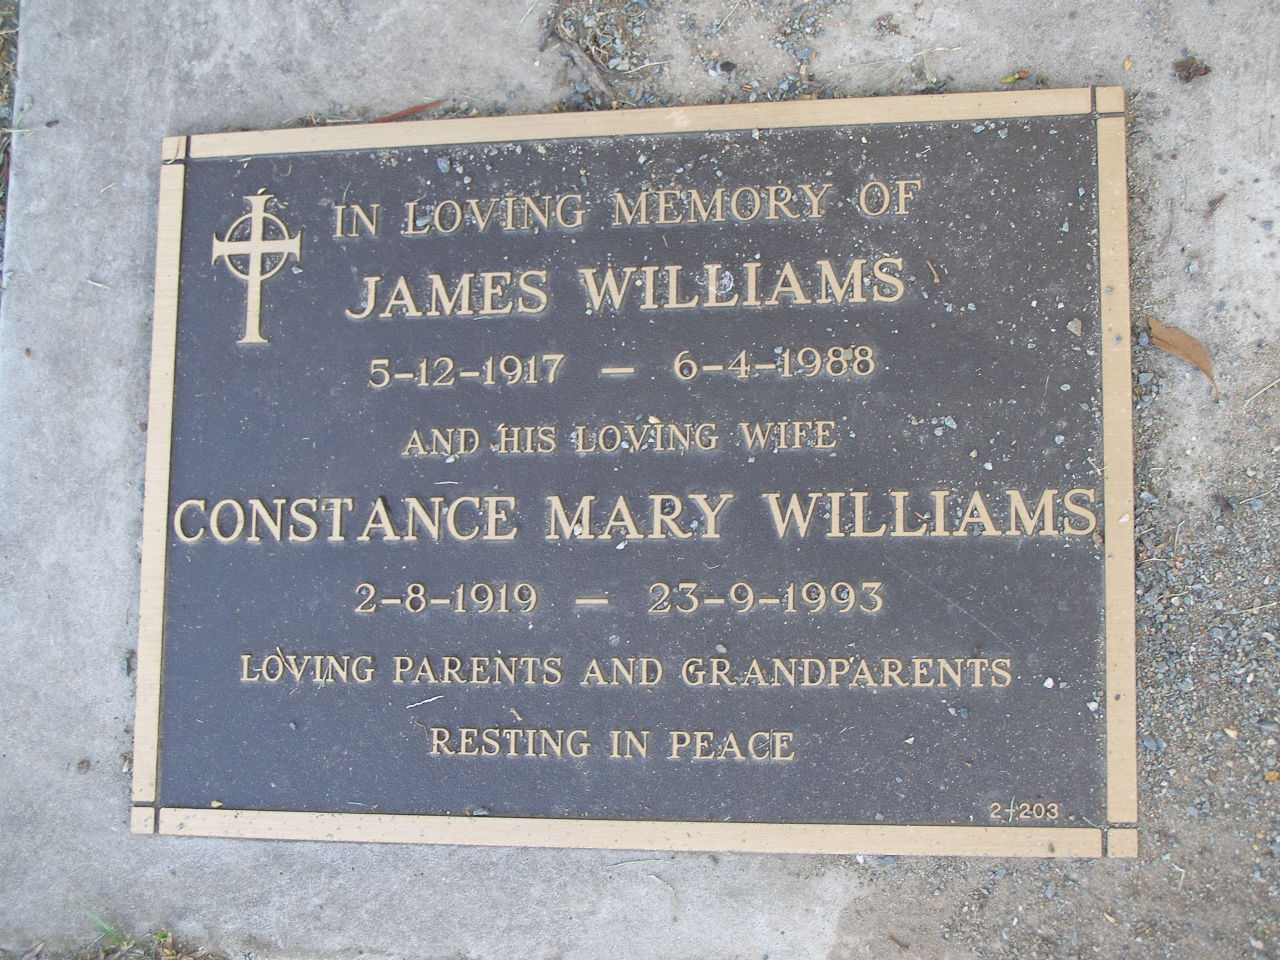 IN LOVING MEMORY OF
JAMES WILLIAMS
5-12-1917 – 6-4-1988
AND HIS LOVING WIFE
CONSTANCE MARY WILLIAMS
2-8-1919 – 23-9-1993
LOVING PARENTS AND GRANDPARENTS
RESTING IN PEACE
2/203